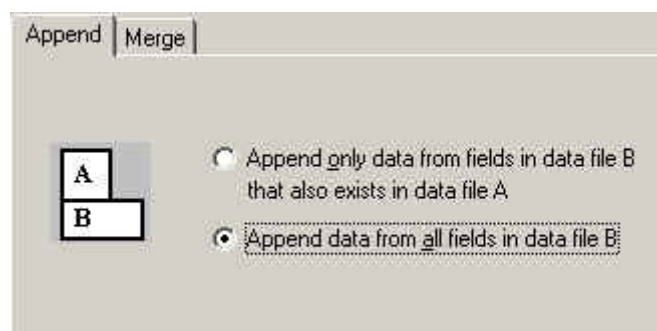 Append Merge
Append only data from fields in data file B
that also exists in data file A
A
B
Append data from all fields in data file B